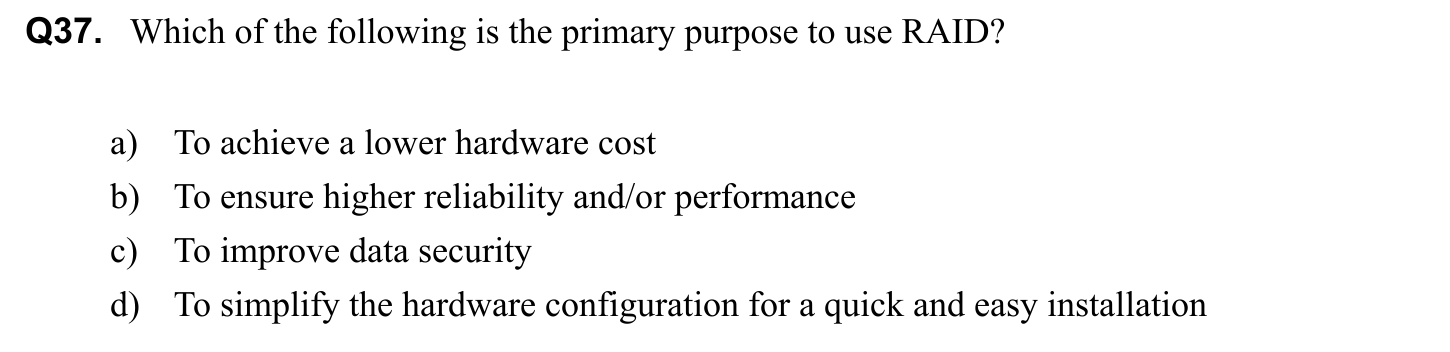 Q37. Which of the following is the primary purpose to use RAID?
a) To achieve a lower hardware cost
b) To ensure higher reliability and/or performance
c) To improve data security
d) To simplify the hardware configuration for a quick and easy installation